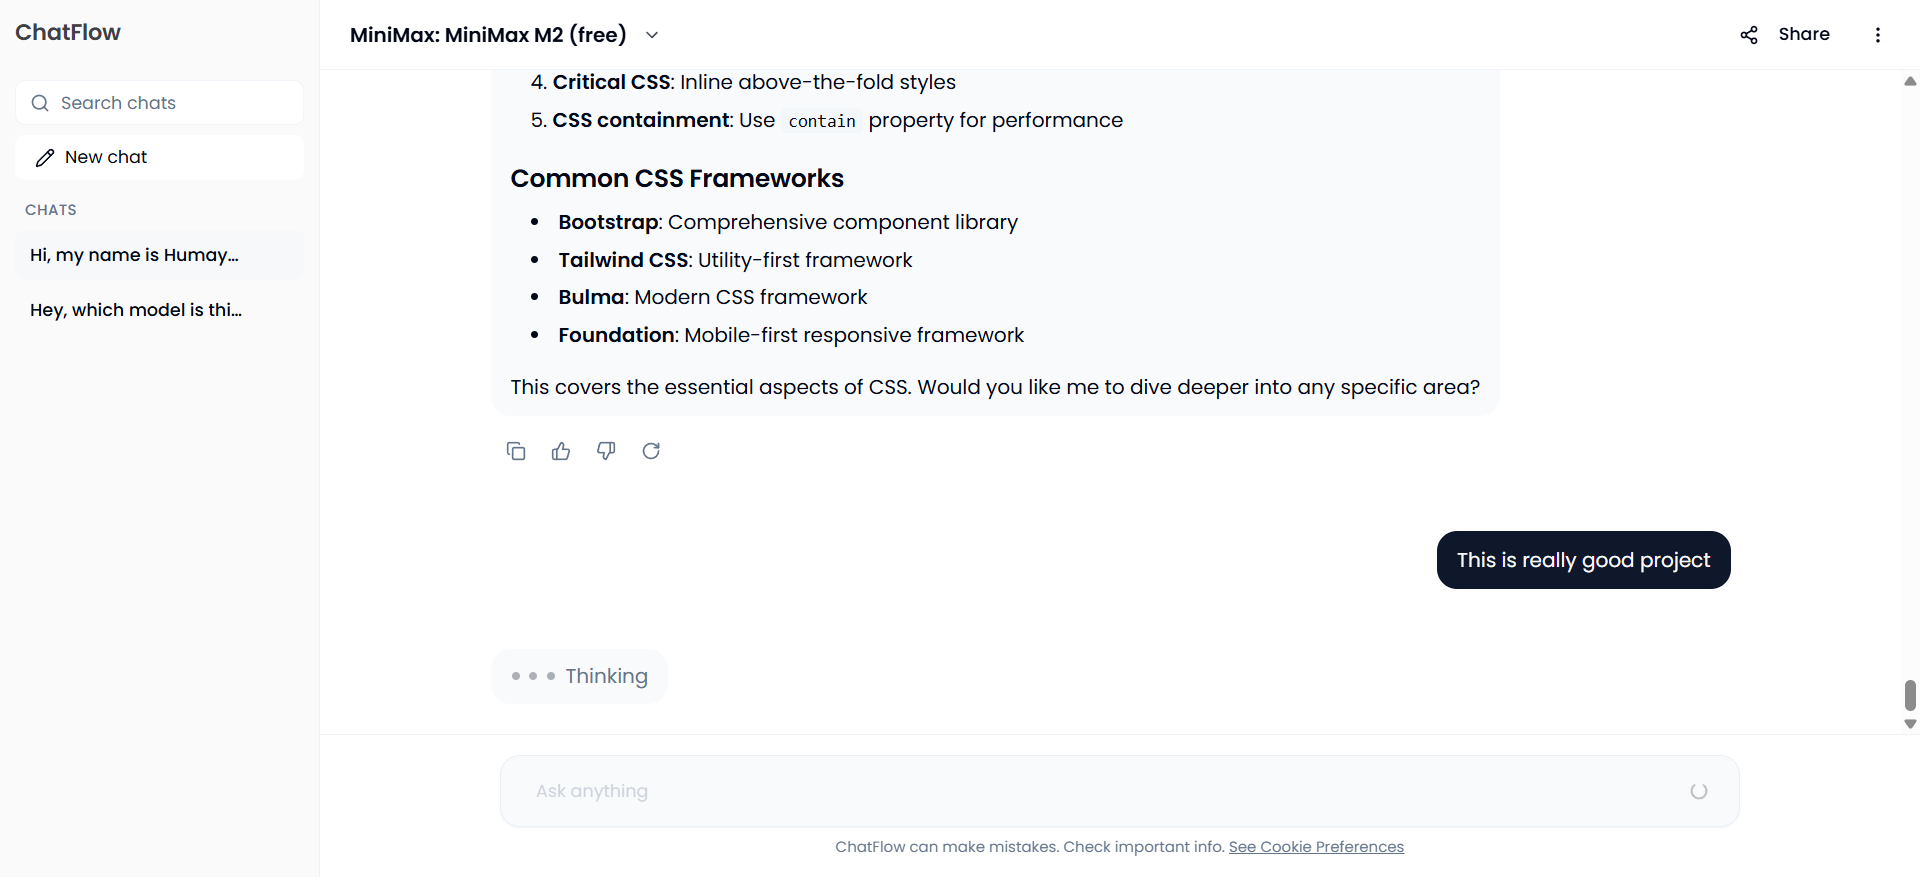 ChatFlow
Search chats
New chat
CHATS
Hi, my name is Humay...
Hey, which model is thi...
MiniMax: MiniMax M2 (free)
Share
4. Critical CSS: Inline above-the-fold styles
5. CSS containment: Use contain property for performance
Common CSS Frameworks
• Bootstrap: Comprehensive component library
• Tailwind CSS: Utility-first framework
• Bulma: Modern CSS framework
• Foundation: Mobile-first responsive framework
This covers the essential aspects of CSS. Would you like me to dive deeper into any specific area?
This is really good project
Thinking
Ask anything
ChatFlow can make mistakes. Check important info. See Cookie Preferences